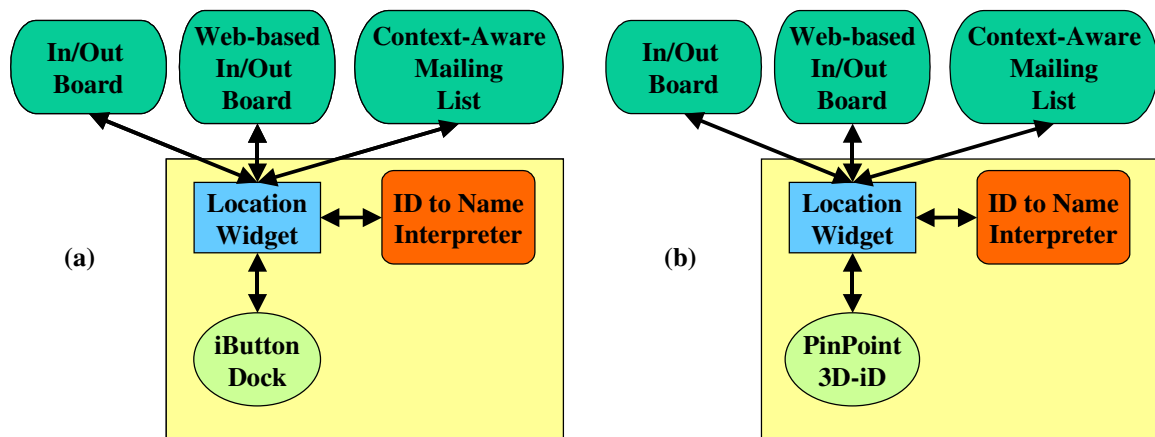 In/Out
Board
Web-based
In/Out
Board
Context-Aware
Mailing
List
Location
Widget
ID to Name
Interpreter
(a)
iButton
Dock
In/Out
Board
Web-based
In/Out
Board
Context-Aware
Mailing
List
Location
Widget
ID to Name
Interpreter
(b)
PinPoint
3D-iD